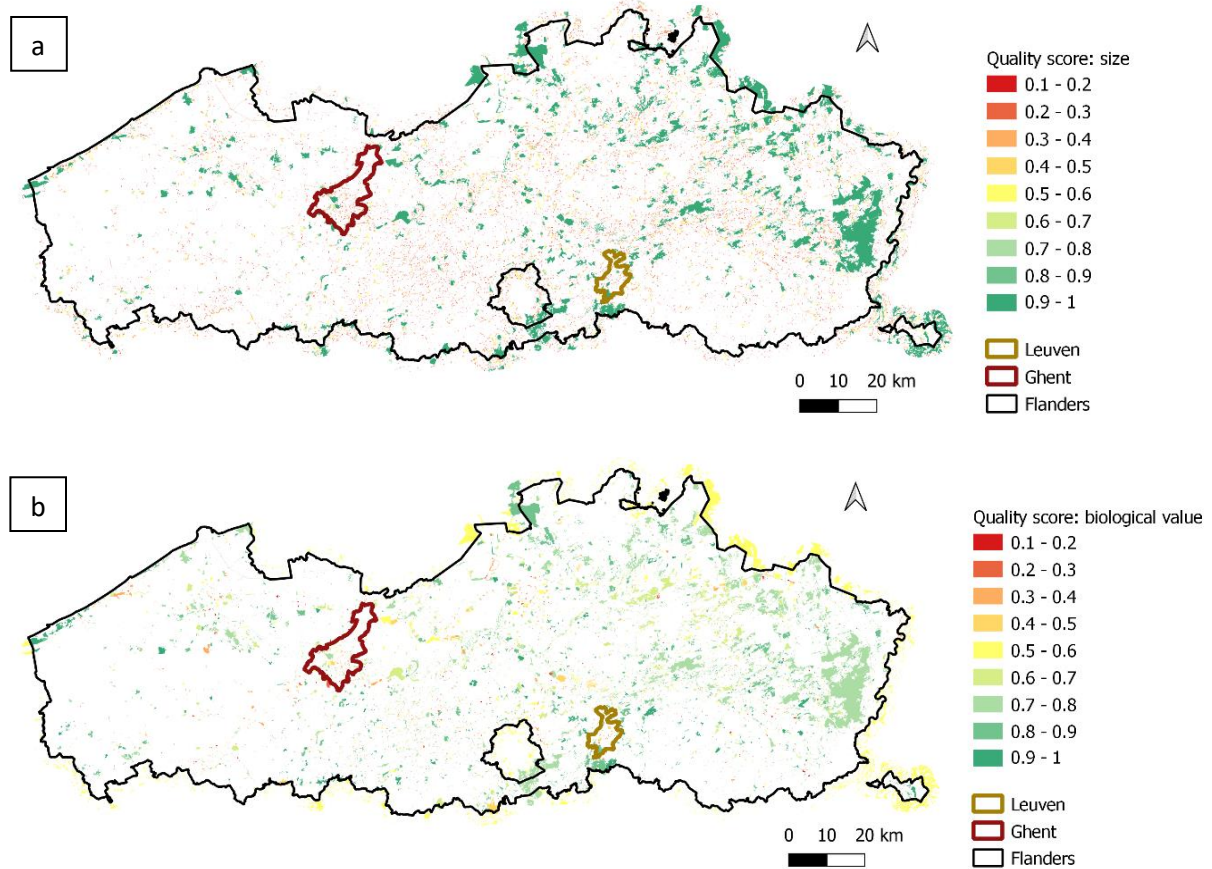 a
Quality score: size
0.1 - 0.2
0.2 - 0.3
0.3 - 0.4
0.4 - 0.5
0.5 - 0.6
0.6 - 0.7
0.7 - 0.8
0.8 - 0.9
0.9 - 1
Leuven
Ghent
Flanders
0 10 20 km
b
Quality score: biological value
0.1 - 0.2
0.2 - 0.3
0.3 - 0.4
0.4 - 0.5
0.5 - 0.6
0.6 - 0.7
0.7 - 0.8
0.8 - 0.9
0.9 - 1
Leuven
Ghent
Flanders
0 10 20 km